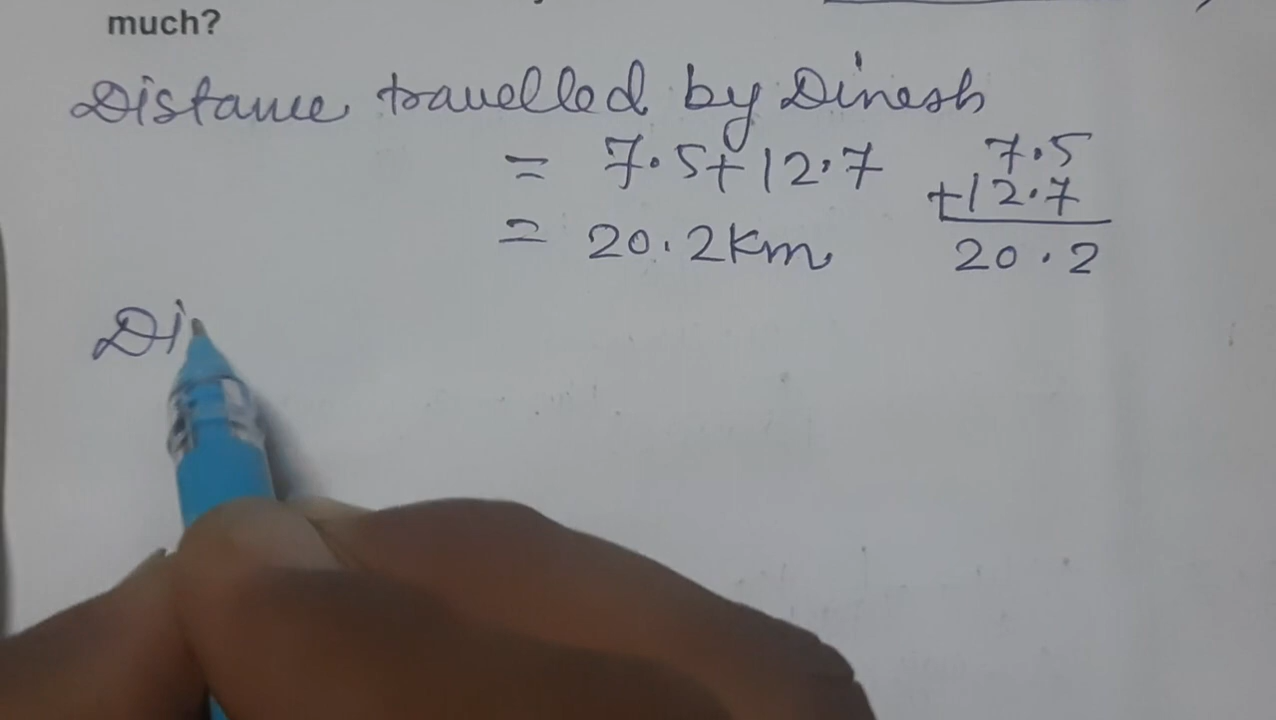 much?
Distance travelled by Dinesh
= 7.5+12.7 7.5
+12.7
= 20.2km 20.2
Di